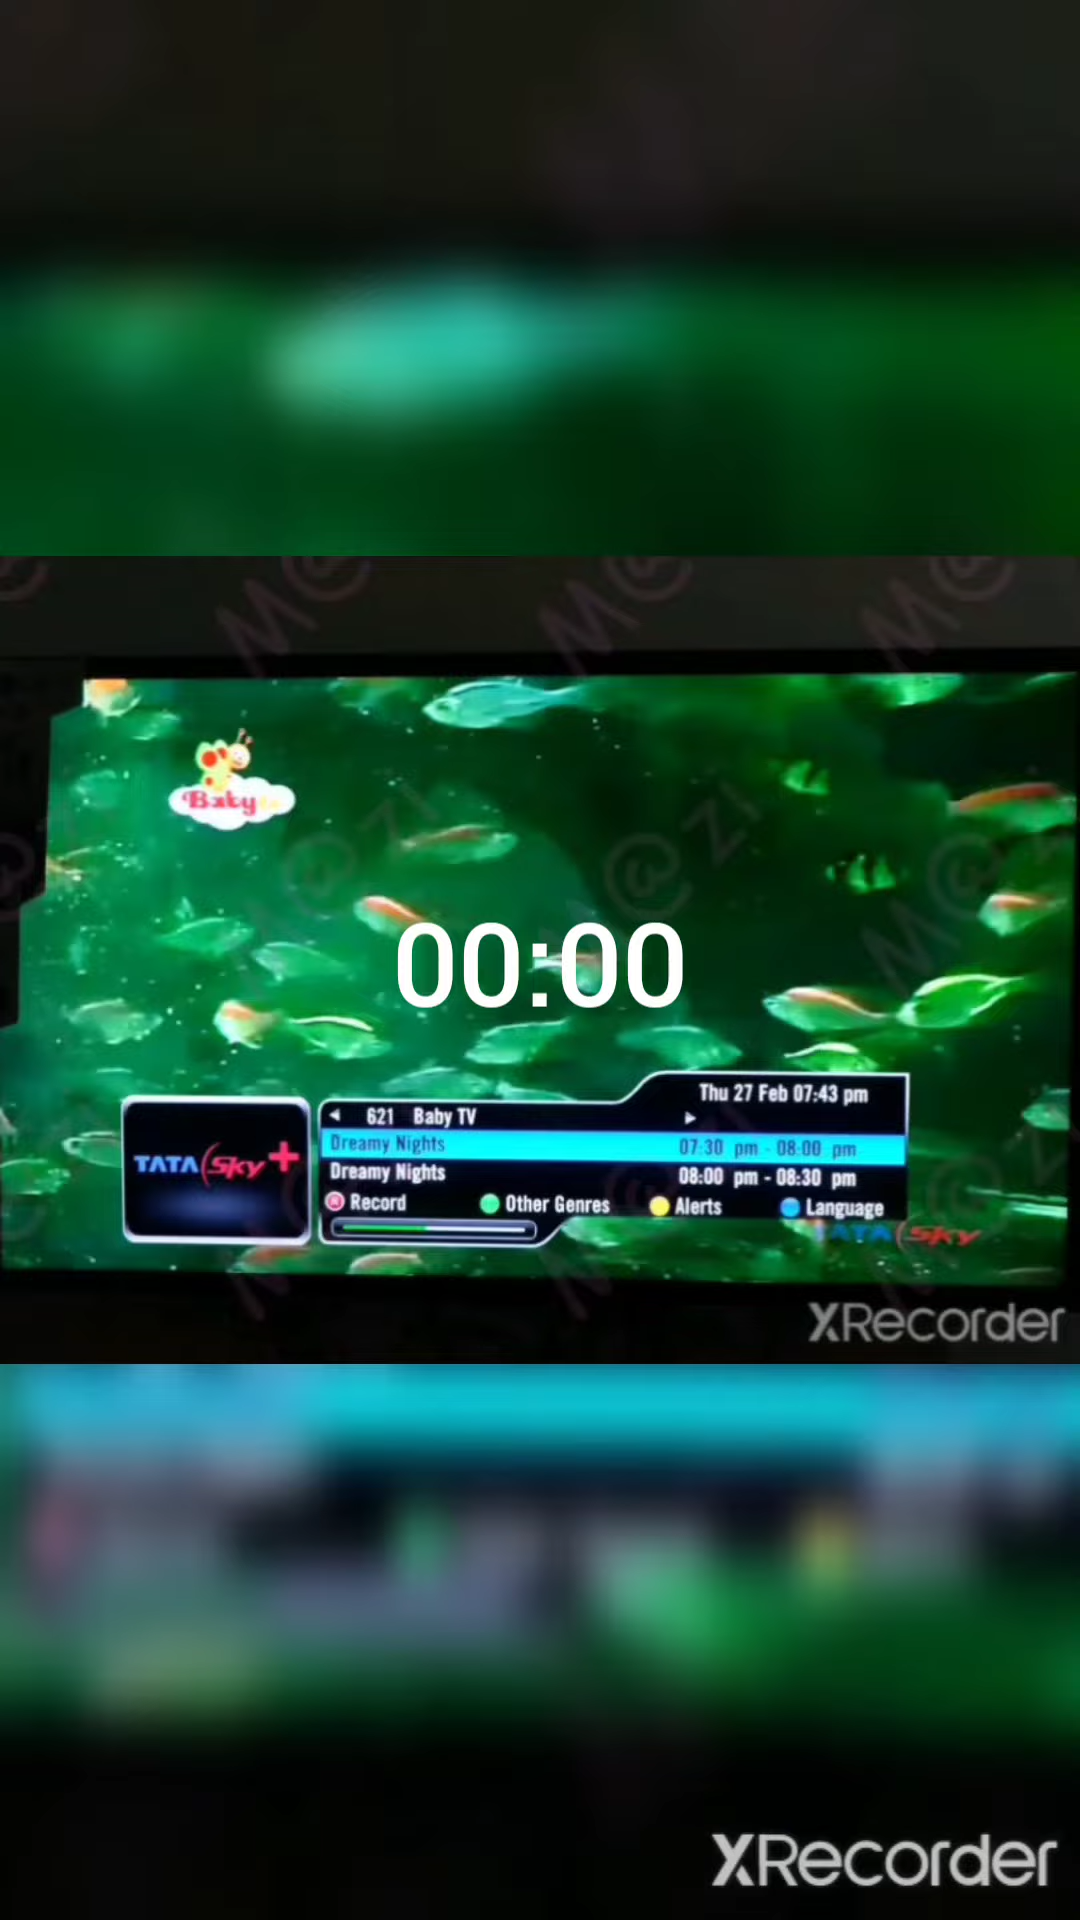 M@
M@
M@
Baby
@zi
@zi
@z
00:00
Thu 27 Feb 07:43 pm
621 Baby TV
Dreamy Nights 07:30 pm - 08:00 pm
Dreamy Nights 08:00 pm - 08:30 pm
R Record Other Genres Alerts Language
TATA Sky+
TATA Sky
XRecorder
XRecorder